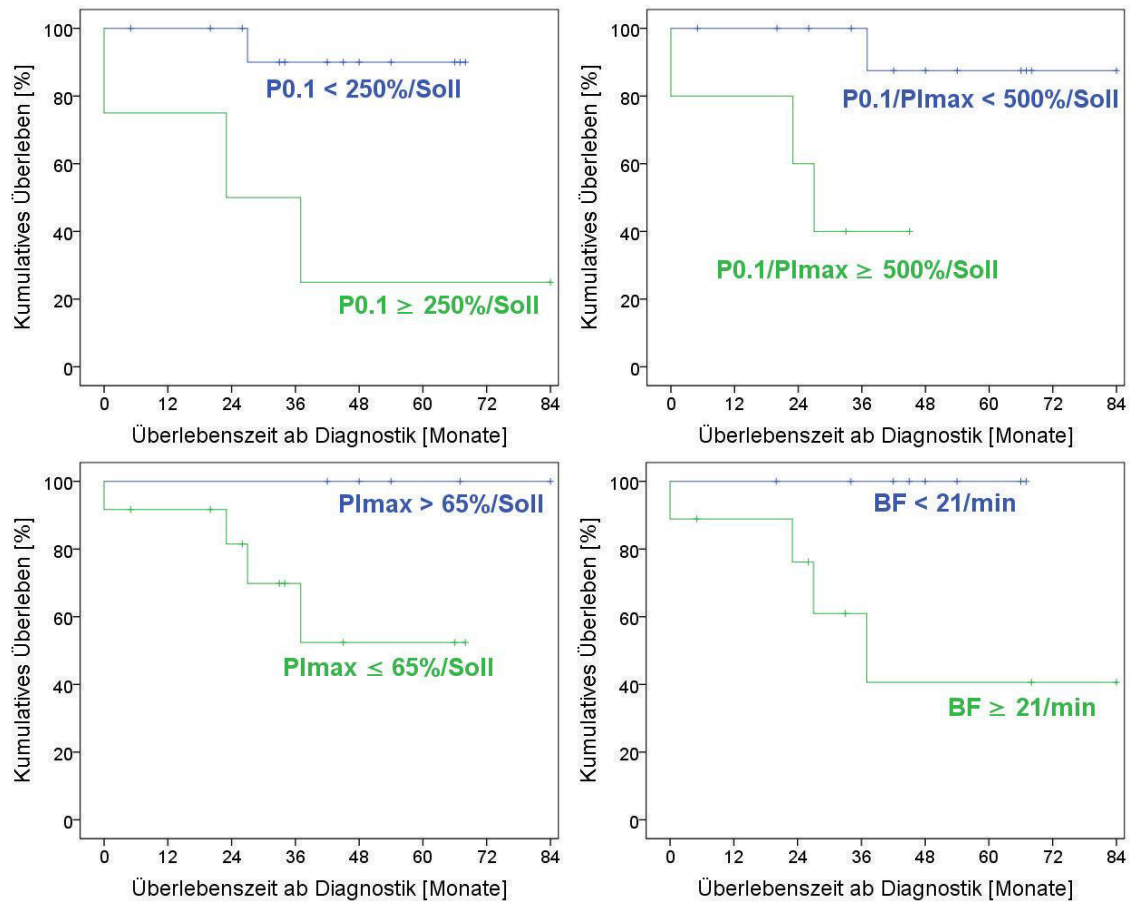 Kumulatives Überleben [%]
100
80
60
40
20
0
P0.1 < 250%/Soll
P0.1 ≥ 250%/Soll
0 12 24 36 48 60 72 84
Überlebenszeit ab Diagnostik [Monate]
Kumulatives Überleben [%]
100
80
60
40
20
0
P0.1/PImax < 500%/Soll
P0.1/PImax ≥ 500%/Soll
0 12 24 36 48 60 72 84
Überlebenszeit ab Diagnostik [Monate]
Kumulatives Überleben [%]
100
80
60
40
20
0
PImax > 65%/Soll
PImax ≤ 65%/Soll
0 12 24 36 48 60 72 84
Überlebenszeit ab Diagnostik [Monate]
Kumulatives Überleben [%]
100
80
60
40
20
0
BF < 21/min
BF ≥ 21/min
0 12 24 36 48 60 72 84
Überlebenszeit ab Diagnostik [Monate]